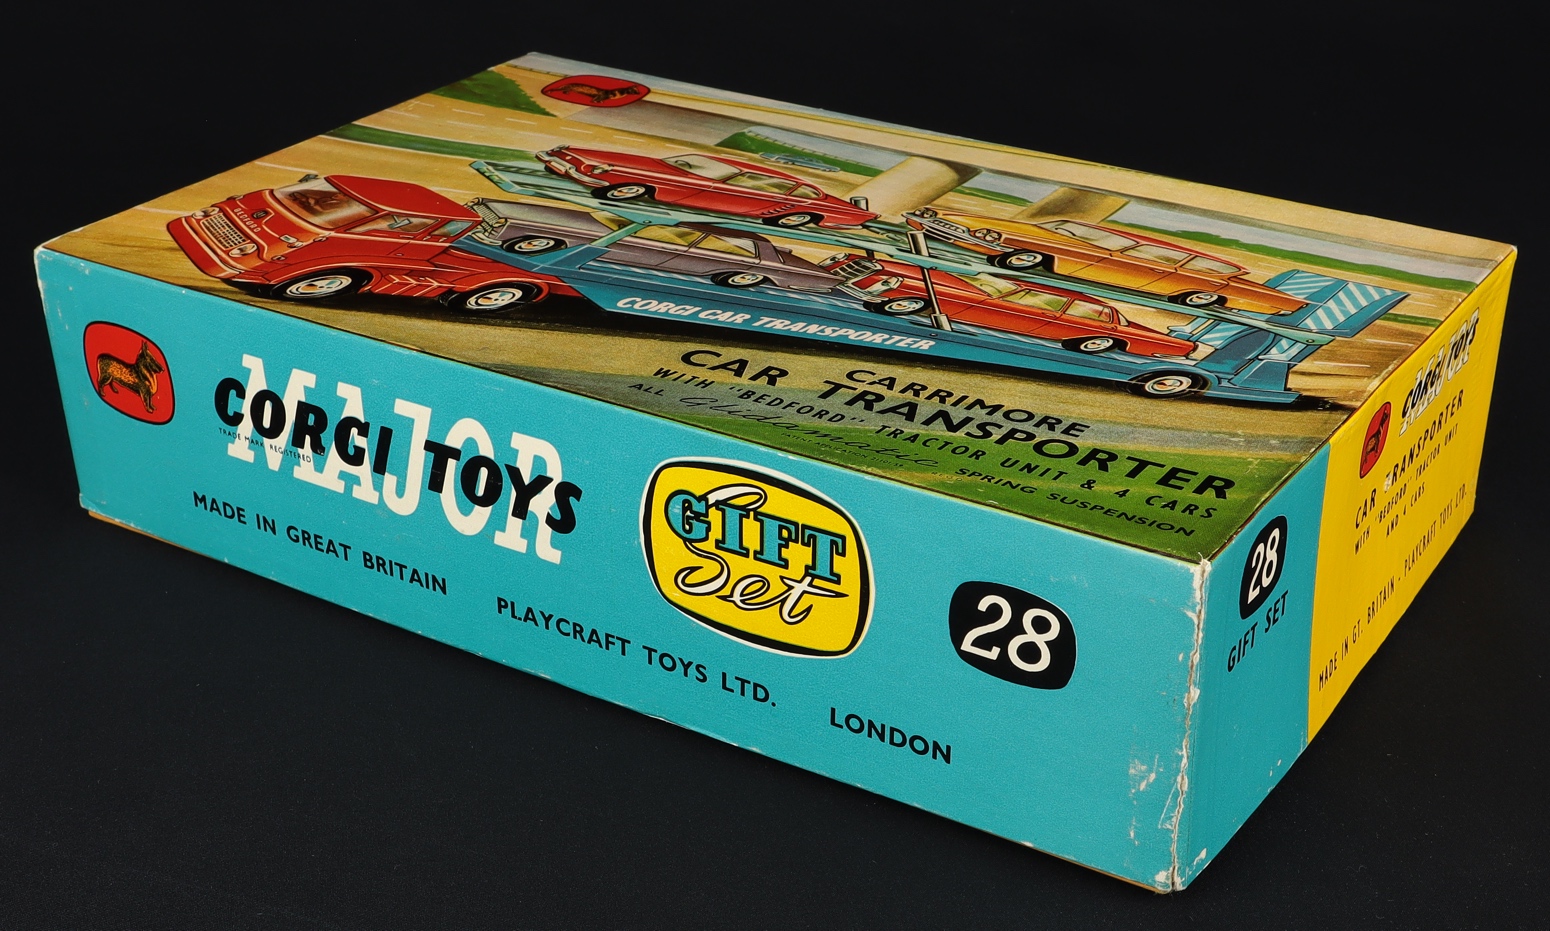 BEDFORD
CORGI CAR TRANSPORTER
CARRIMORE
CAR TRANSPORTER
WITH "BEDFORD" TRACTOR UNIT & 4 CARS
ALL Glidamatic SPRING SUSPENSION
MAJOR
CORGI TOYS
TRADE MARK REGISTERED
MADE IN GREAT BRITAIN
PLAYCRAFT TOYS LTD.
LONDON
GIFT
Set
28
28
GIFT SET
MAJOR
CORGI TOYS
CAR TRANSPORTER
WITH "BEDFORD" TRACTOR UNIT
AND 4 CARS
MADE IN GT. BRITAIN - PLAYCRAFT TOYS LTD.